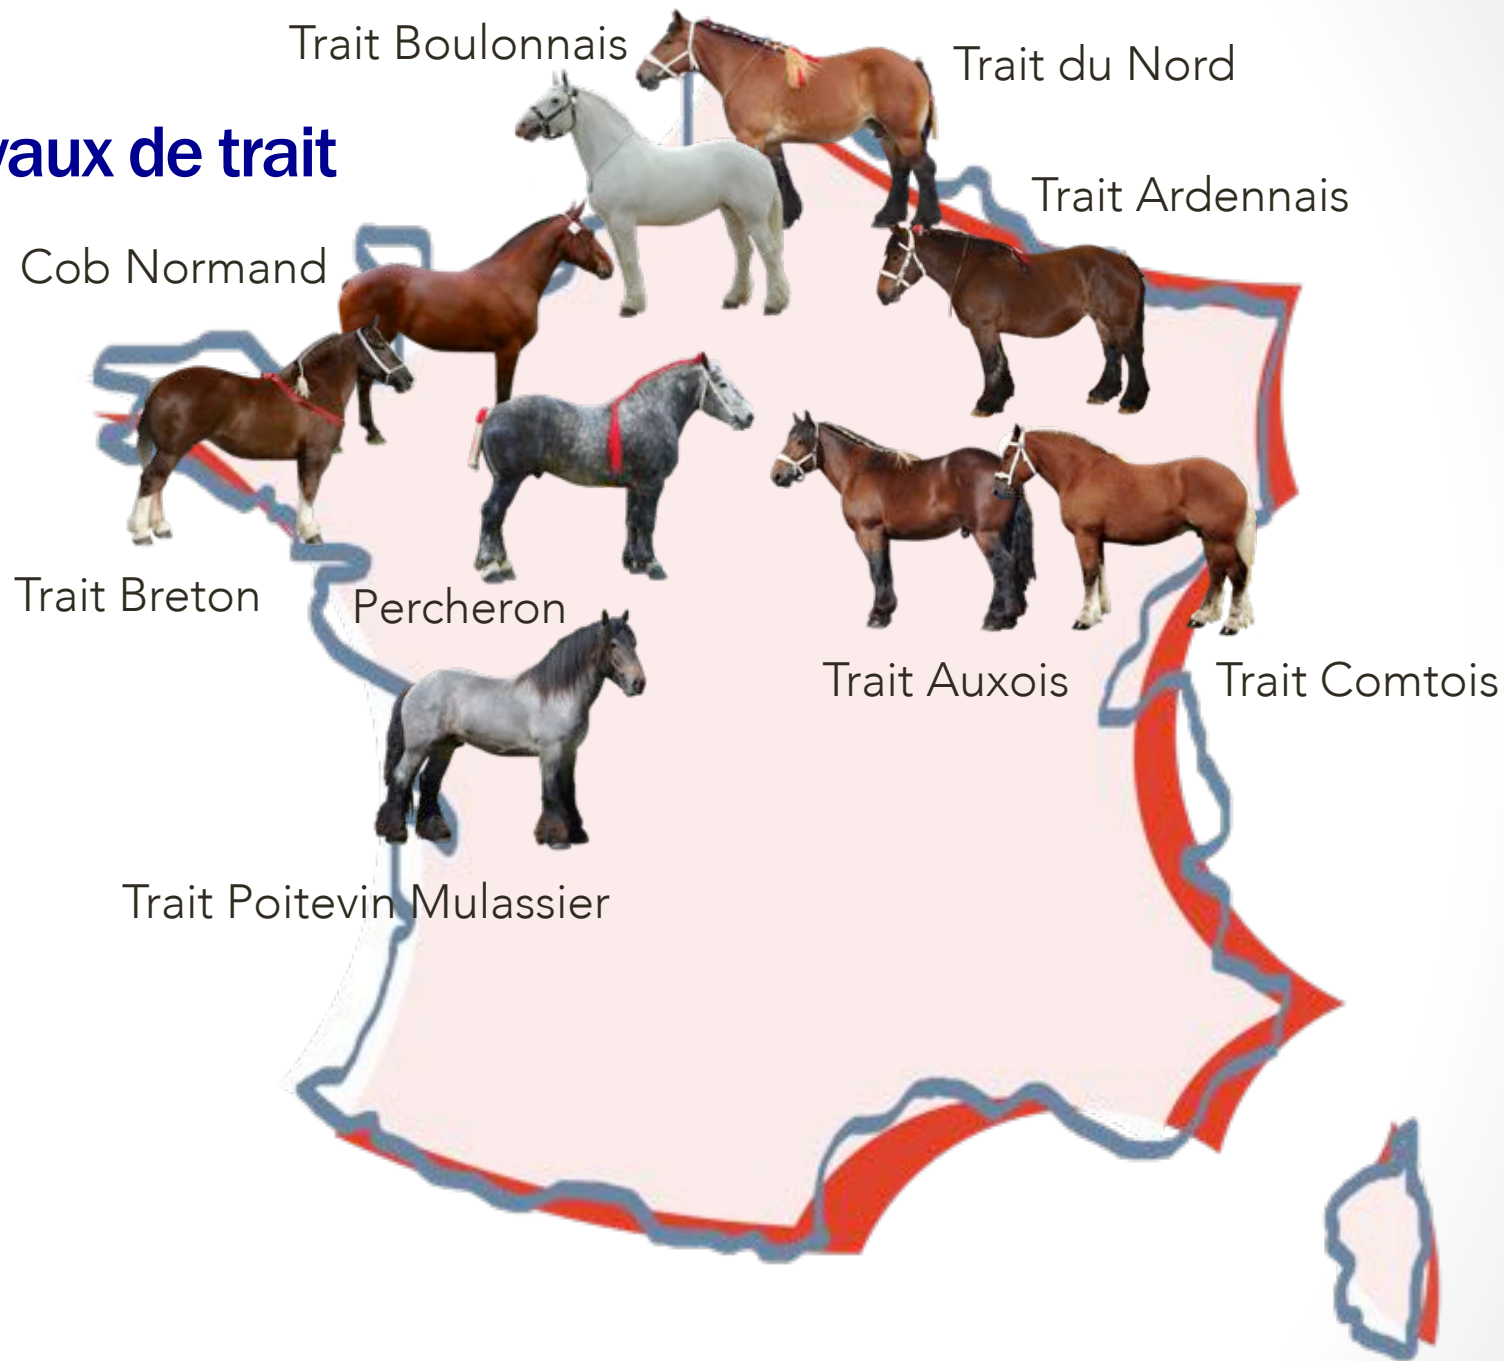 Trait Boulonnais
Trait du Nord
vaux de trait
Trait Ardennais
Cob Normand
Trait Breton
Percheron
Trait Auxois
Trait Comtois
Trait Poitevin Mulassier